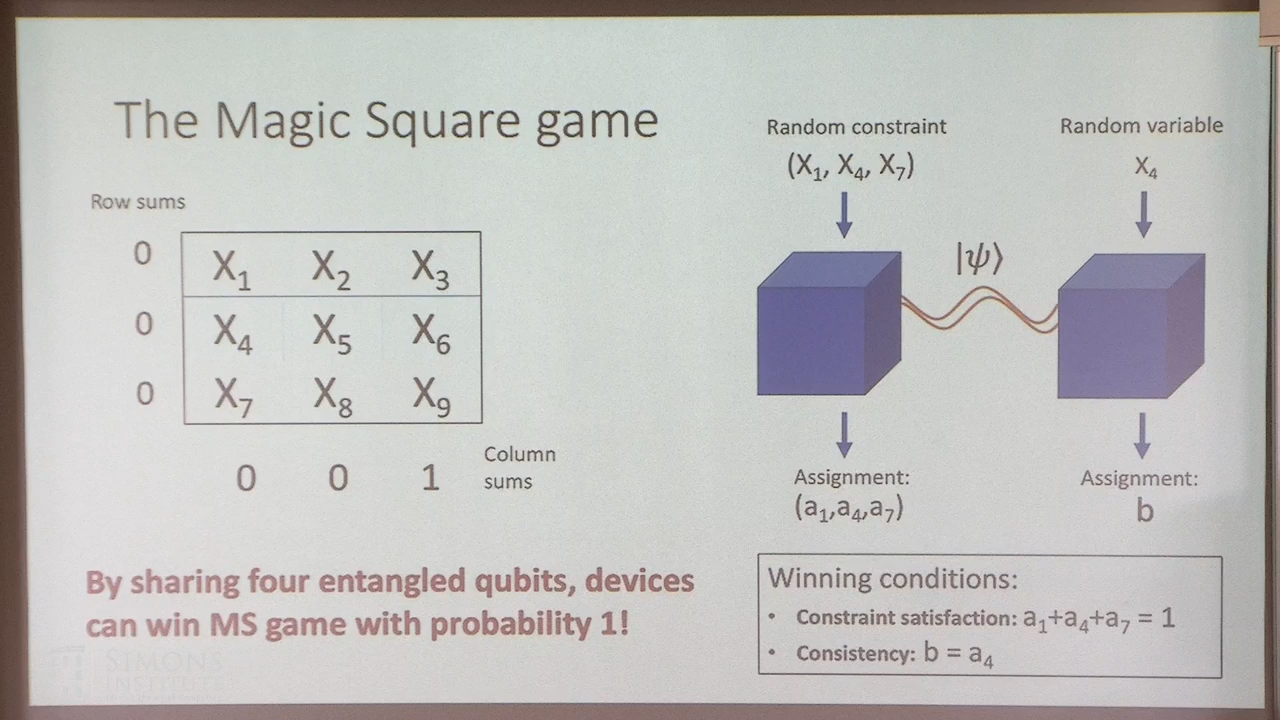 The Magic Square game
Row sums
0 X₁ X₂ X₃
0 X₄ X₅ X₆
0 X₇ X₈ X₉
0 0 1 Column sums
By sharing four entangled qubits, devices
can win MS game with probability 1!
SIMONS
INSTITUTE
Random constraint
(X₁, X₄, X₇)
Random variable
X₄
|ψ⟩
Assignment:
(a₁,a₄,a₇)
Assignment:
b
Winning conditions:
• Constraint satisfaction: a₁+a₄+a₇ = 1
• Consistency: b = a₄